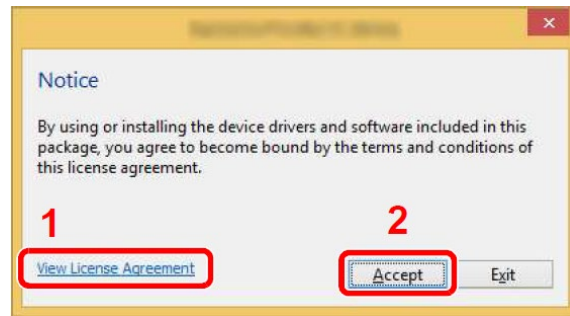 x
Notice
By using or installing the device drivers and software included in this
package, you agree to become bound by the terms and conditions of
this license agreement.
1
2
View License Agreement
Accept
Exit